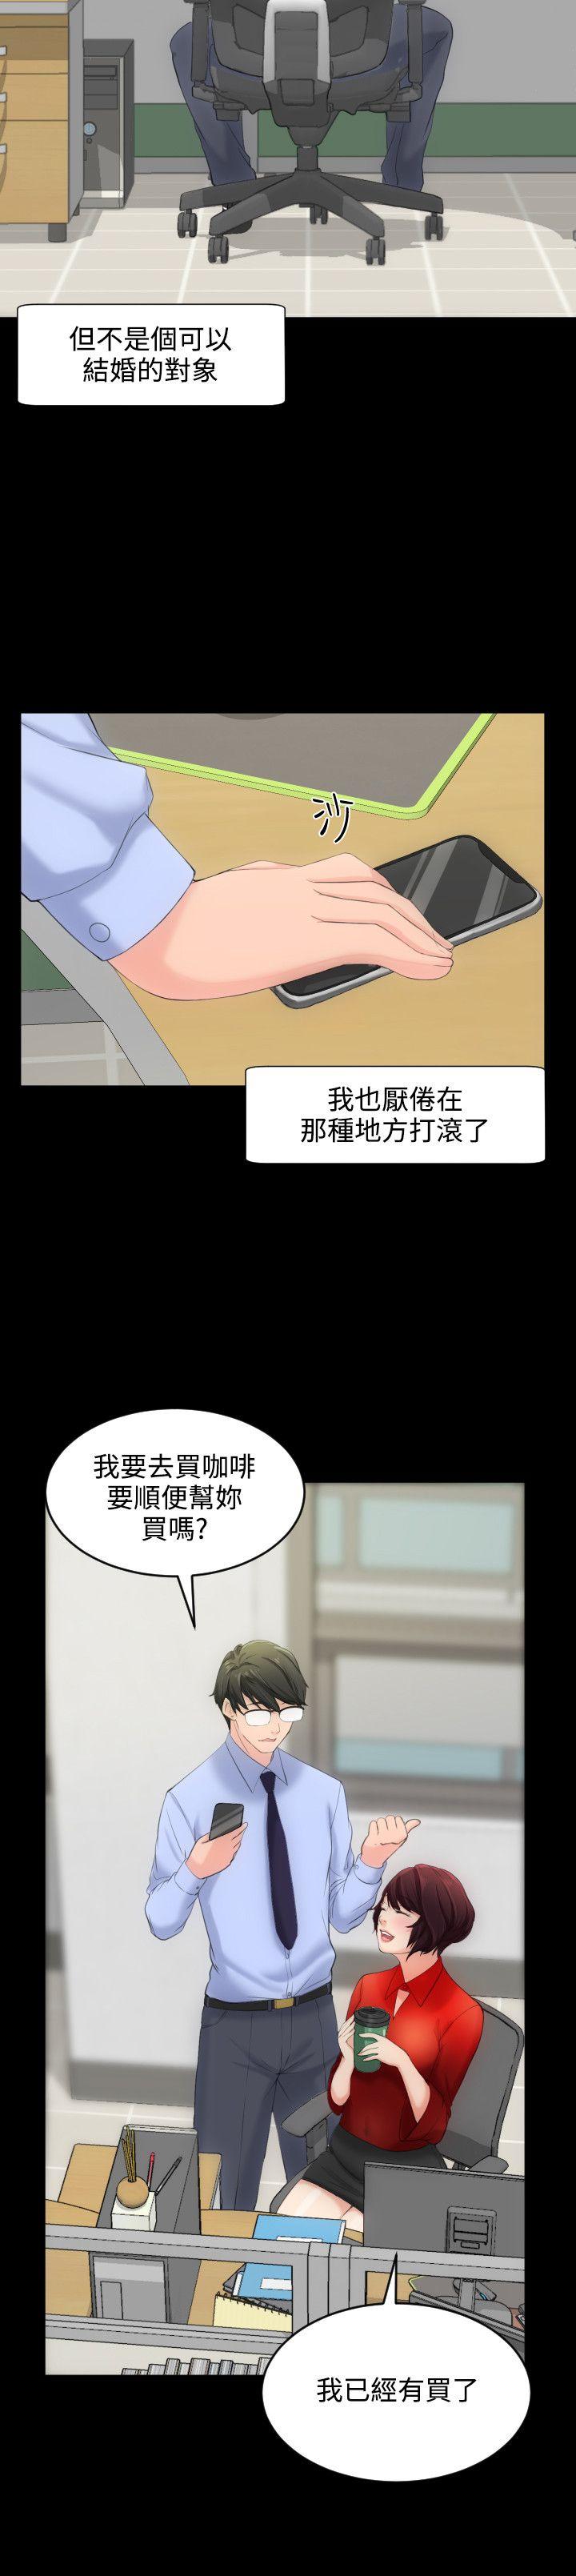 但不是個可以
結婚的對象
沙
我也厭倦在
那種地方打滾了
我要去買咖啡
要順便幫妳
買嗎?
我已經有買了